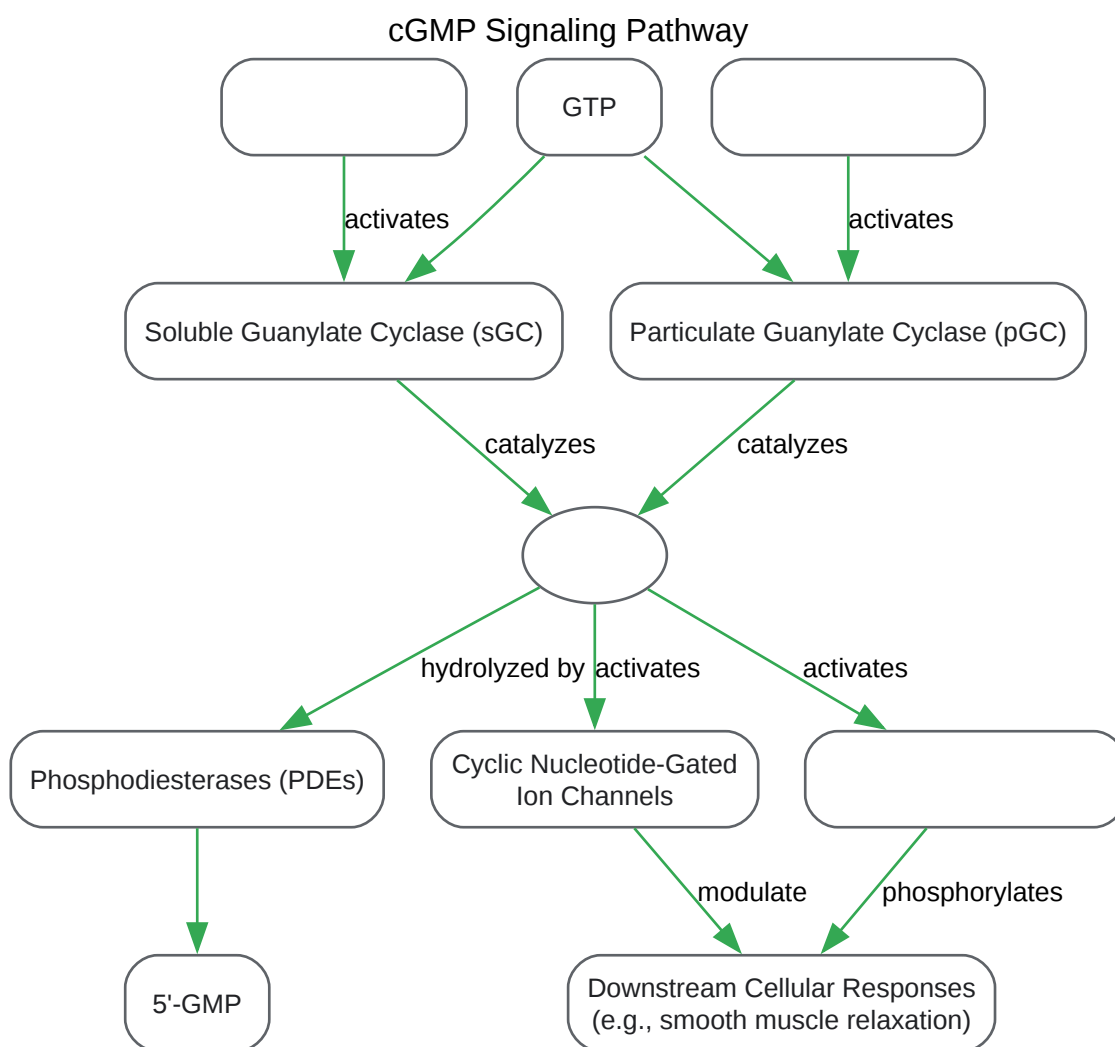 cGMP Signaling Pathway
GTP
activates
activates
Soluble Guanylate Cyclase (sGC)
Particulate Guanylate Cyclase (pGC)
catalyzes
catalyzes
hydrolyzed by
activates
activates
Phosphodiesterases (PDEs)
Cyclic Nucleotide-Gated
Ion Channels
modulate
phosphorylates
5'-GMP
Downstream Cellular Responses
(e.g., smooth muscle relaxation)